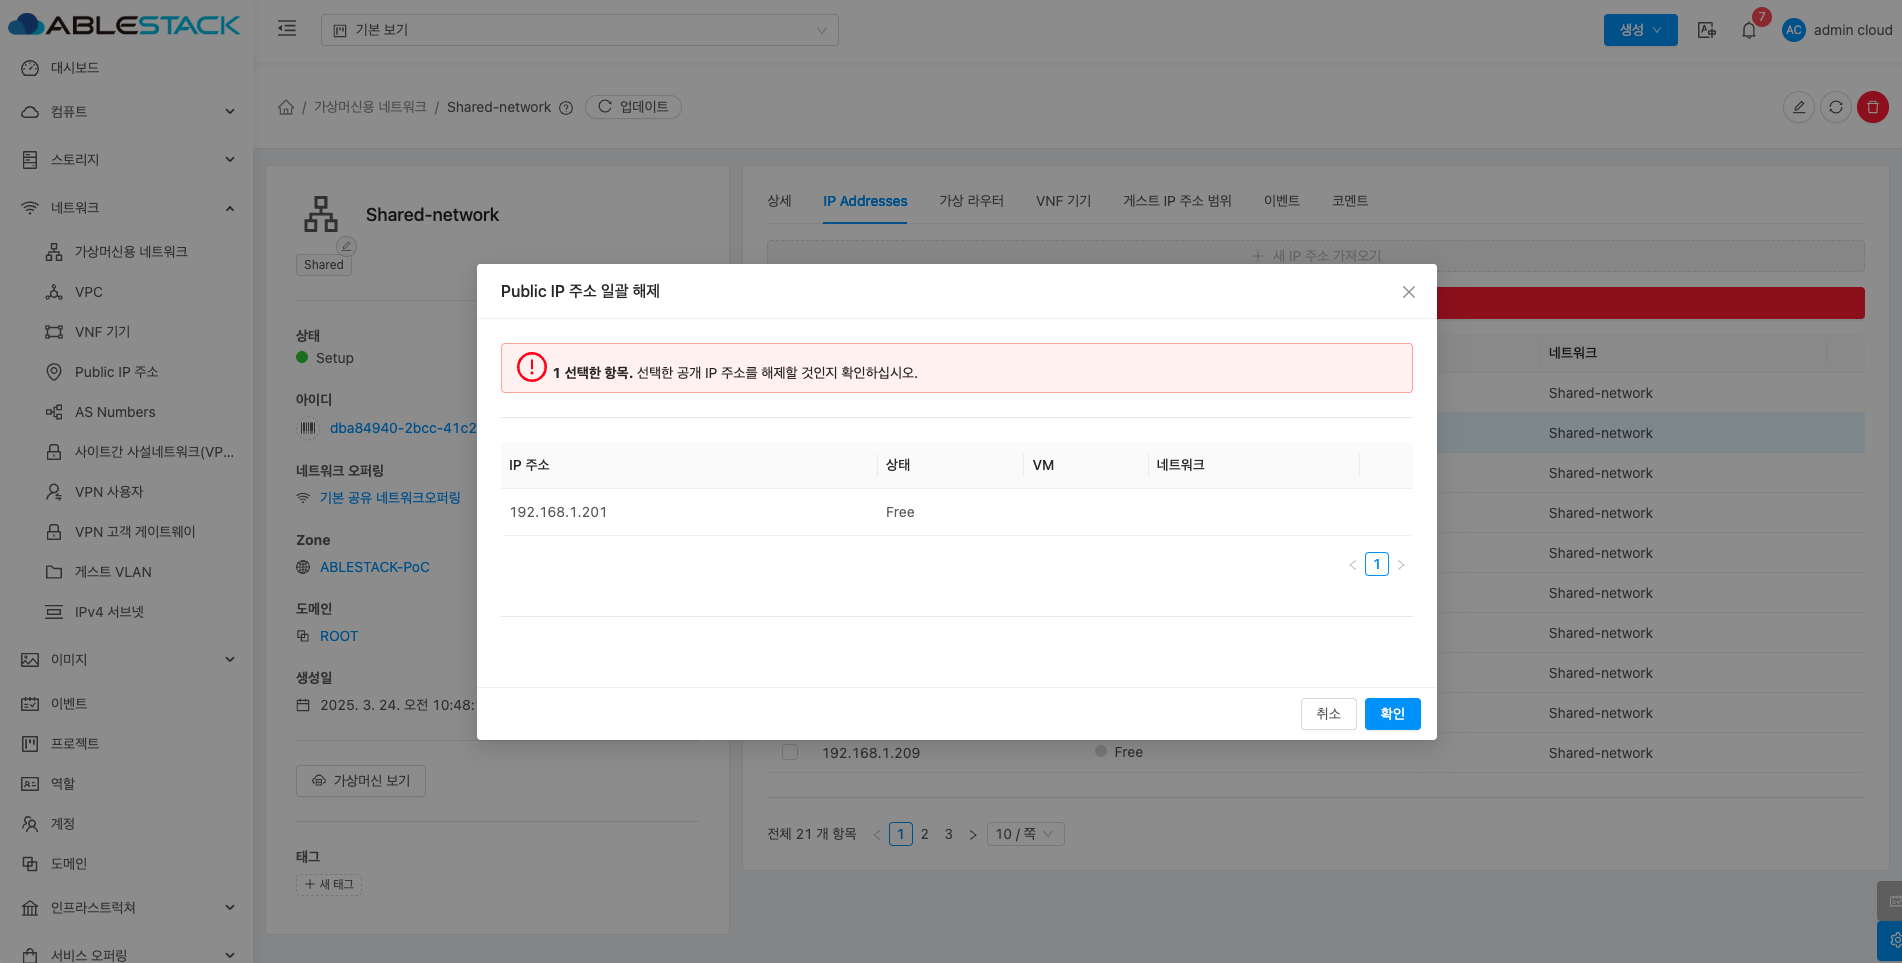 ABLESTACK
기본 보기
생성
7
AC
admin cloud
대시보드
컴퓨트
스토리지
네트워크
가상머신용 네트워크
VPC
VNF 기기
Public IP 주소
AS Numbers
사이트간 사설네트워크(VP...
VPN 사용자
VPN 고객 게이트웨이
게스트 VLAN
IPv4 서브넷
이미지
이벤트
프로젝트
역할
계정
도메인
인프라스트럭쳐
서비스 오퍼링
/ 가상머신용 네트워크 / Shared-network
업데이트
Shared-network
Shared
상태
Setup
아이디
dba84940-2bcc-41c2
네트워크 오퍼링
기본 공유 네트워크오퍼링
Zone
ABLESTACK-PoC
도메인
ROOT
생성일
2025. 3. 24. 오전 10:48:
가상머신 보기
태그
+ 새 태그
상세
IP Addresses
가상 라우터
VNF 기기
게스트 IP 주소 범위
이벤트
코멘트
+ 새 IP 주소 가져오기
네트워크
Shared-network
Shared-network
Shared-network
Shared-network
Shared-network
Shared-network
Shared-network
Shared-network
Shared-network
192.168.1.209 Free Shared-network
전체 21 개 항목 < 1 2 3 > 10 / 쪽
Public IP 주소 일괄 해제
1 선택한 항목. 선택한 공개 IP 주소를 해제할 것인지 확인하십시오.
IP 주소 상태 VM 네트워크
192.168.1.201 Free
< 1 >
취소
확인